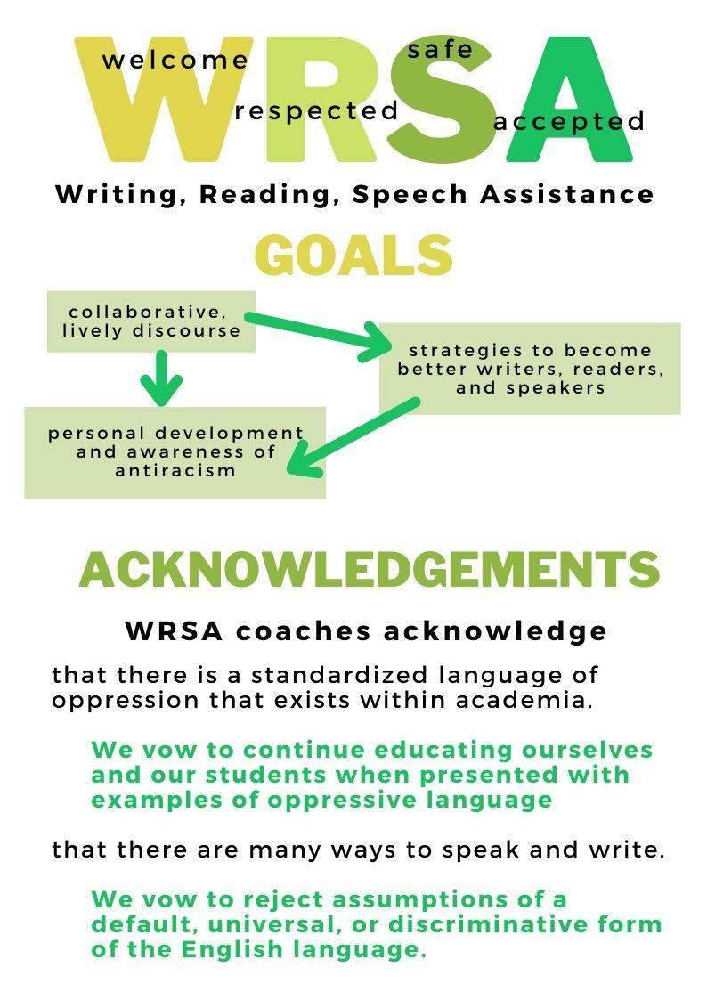 WRSA
welcome
safe
respected
accepted
Writing, Reading, Speech Assistance
GOALS
collaborative,
lively discourse
strategies to become
better writers, readers,
and speakers
personal development
and awareness of
antiracism
ACKNOWLEDGEMENTS
WRSA coaches acknowledge
that there is a standardized language of
oppression that exists within academia.
We vow to continue educating ourselves
and our students when presented with
examples of oppressive language
that there are many ways to speak and write.
We vow to reject assumptions of a
default, universal, or discriminative form
of the English language.